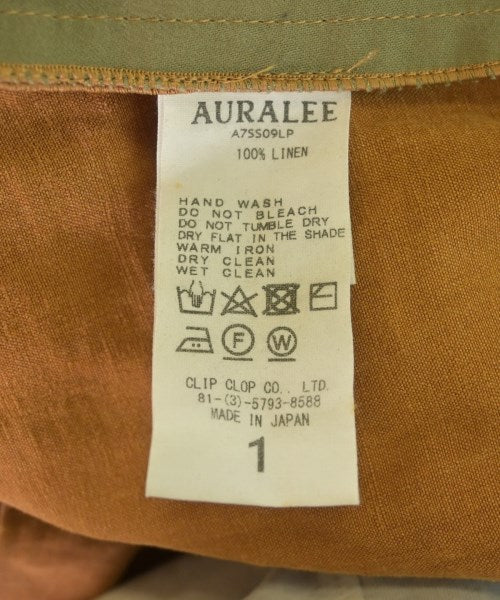 AURALEE
A7SS09LP
100% LINEN
HAND WASH
DO NOT BLEACH
DO NOT TUMBLE DRY
DRY FLAT IN THE SHADE
WARM IRON
DRY CLEAN
WET CLEAN
F W
CLIP CLOP CO., LTD.
81-(3)-5793-8588
MADE IN JAPAN
1